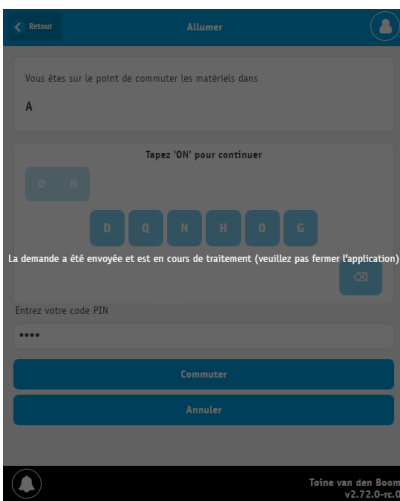 Retour
Allumer
Vous êtes sur le point de commuter les matériels dans
A
Tapez 'ON' pour continuer
O N
D Q N H O G
La demande a été envoyée et est en cours de traitement (veuillez pas fermer l'application)
Entrez votre code PIN
••••
Commuter
Annuler
Toine van den Boom
v2.72.0-rc.0